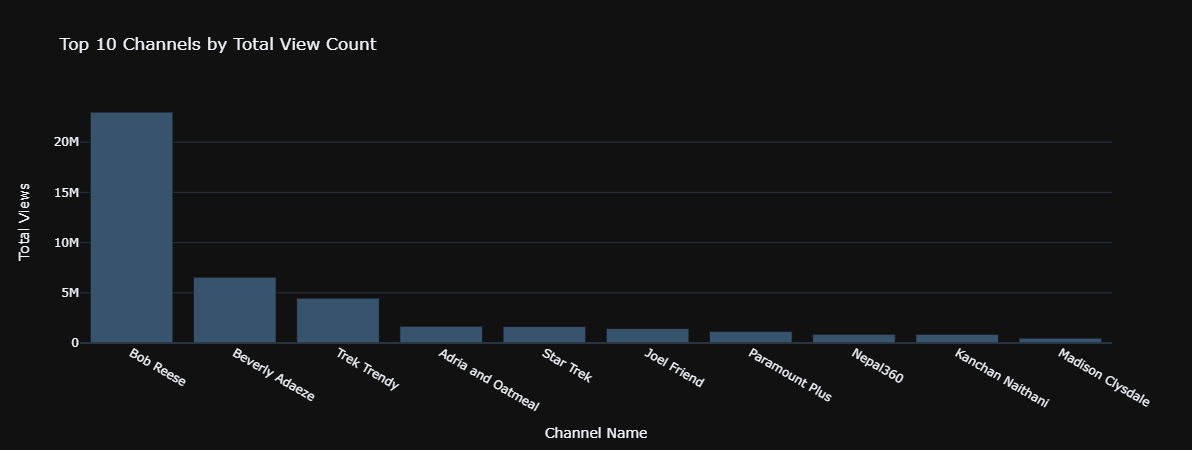 Top 10 Channels by Total View Count
Total Views
20M
15M
10M
5M
0
Bob Reese
Beverly Adaeze
Trek Trendy
Adria and Oatmeal
Star Trek
Joel Friend
Paramount Plus
Nepal360
Kanchan Naithani
Madison Clysdale
Channel Name